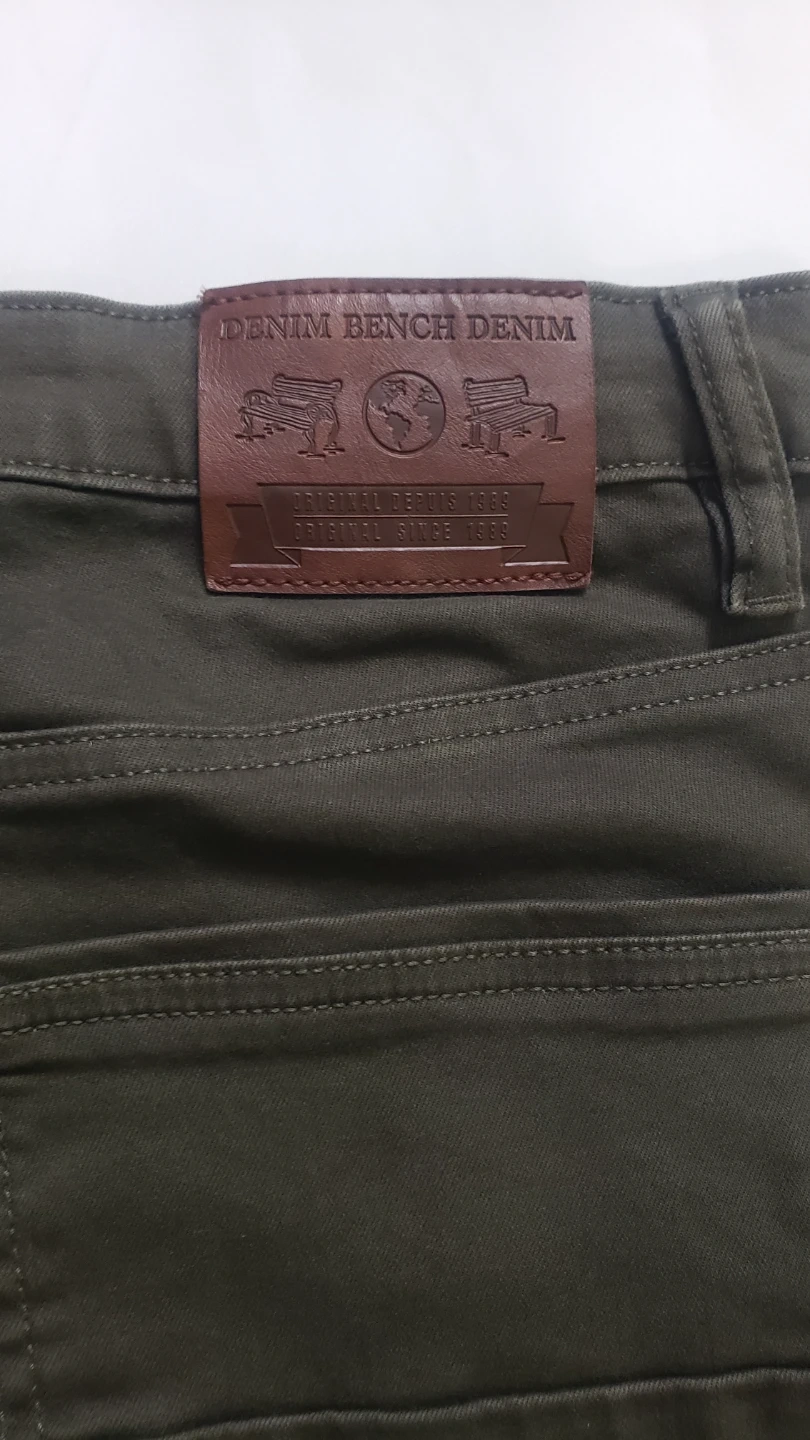 DENIM BENCH DENIM
ORIGINAL DEPUIS 1989
ORIGINAL SINCE 1989